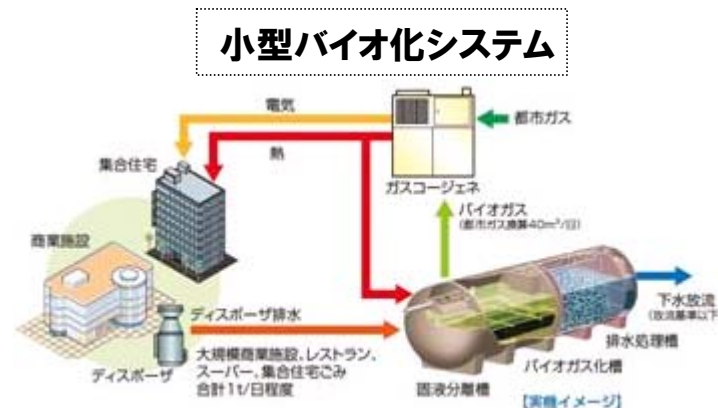 小型バイオ化システム
電気
都市ガス
熱
集合住宅
ガスコージェネ
商業施設
バイオガス
(都市ガス換算40m³/日)
ディスポーザ排水
下水放流
(放流基準以下
大規模商業施設、レストラン、
スーパー、集合住宅ごみ
合計1t/日程度
排水処理槽
バイオガス化槽
ディスポーザ
固液分離槽
【実機イメージ】